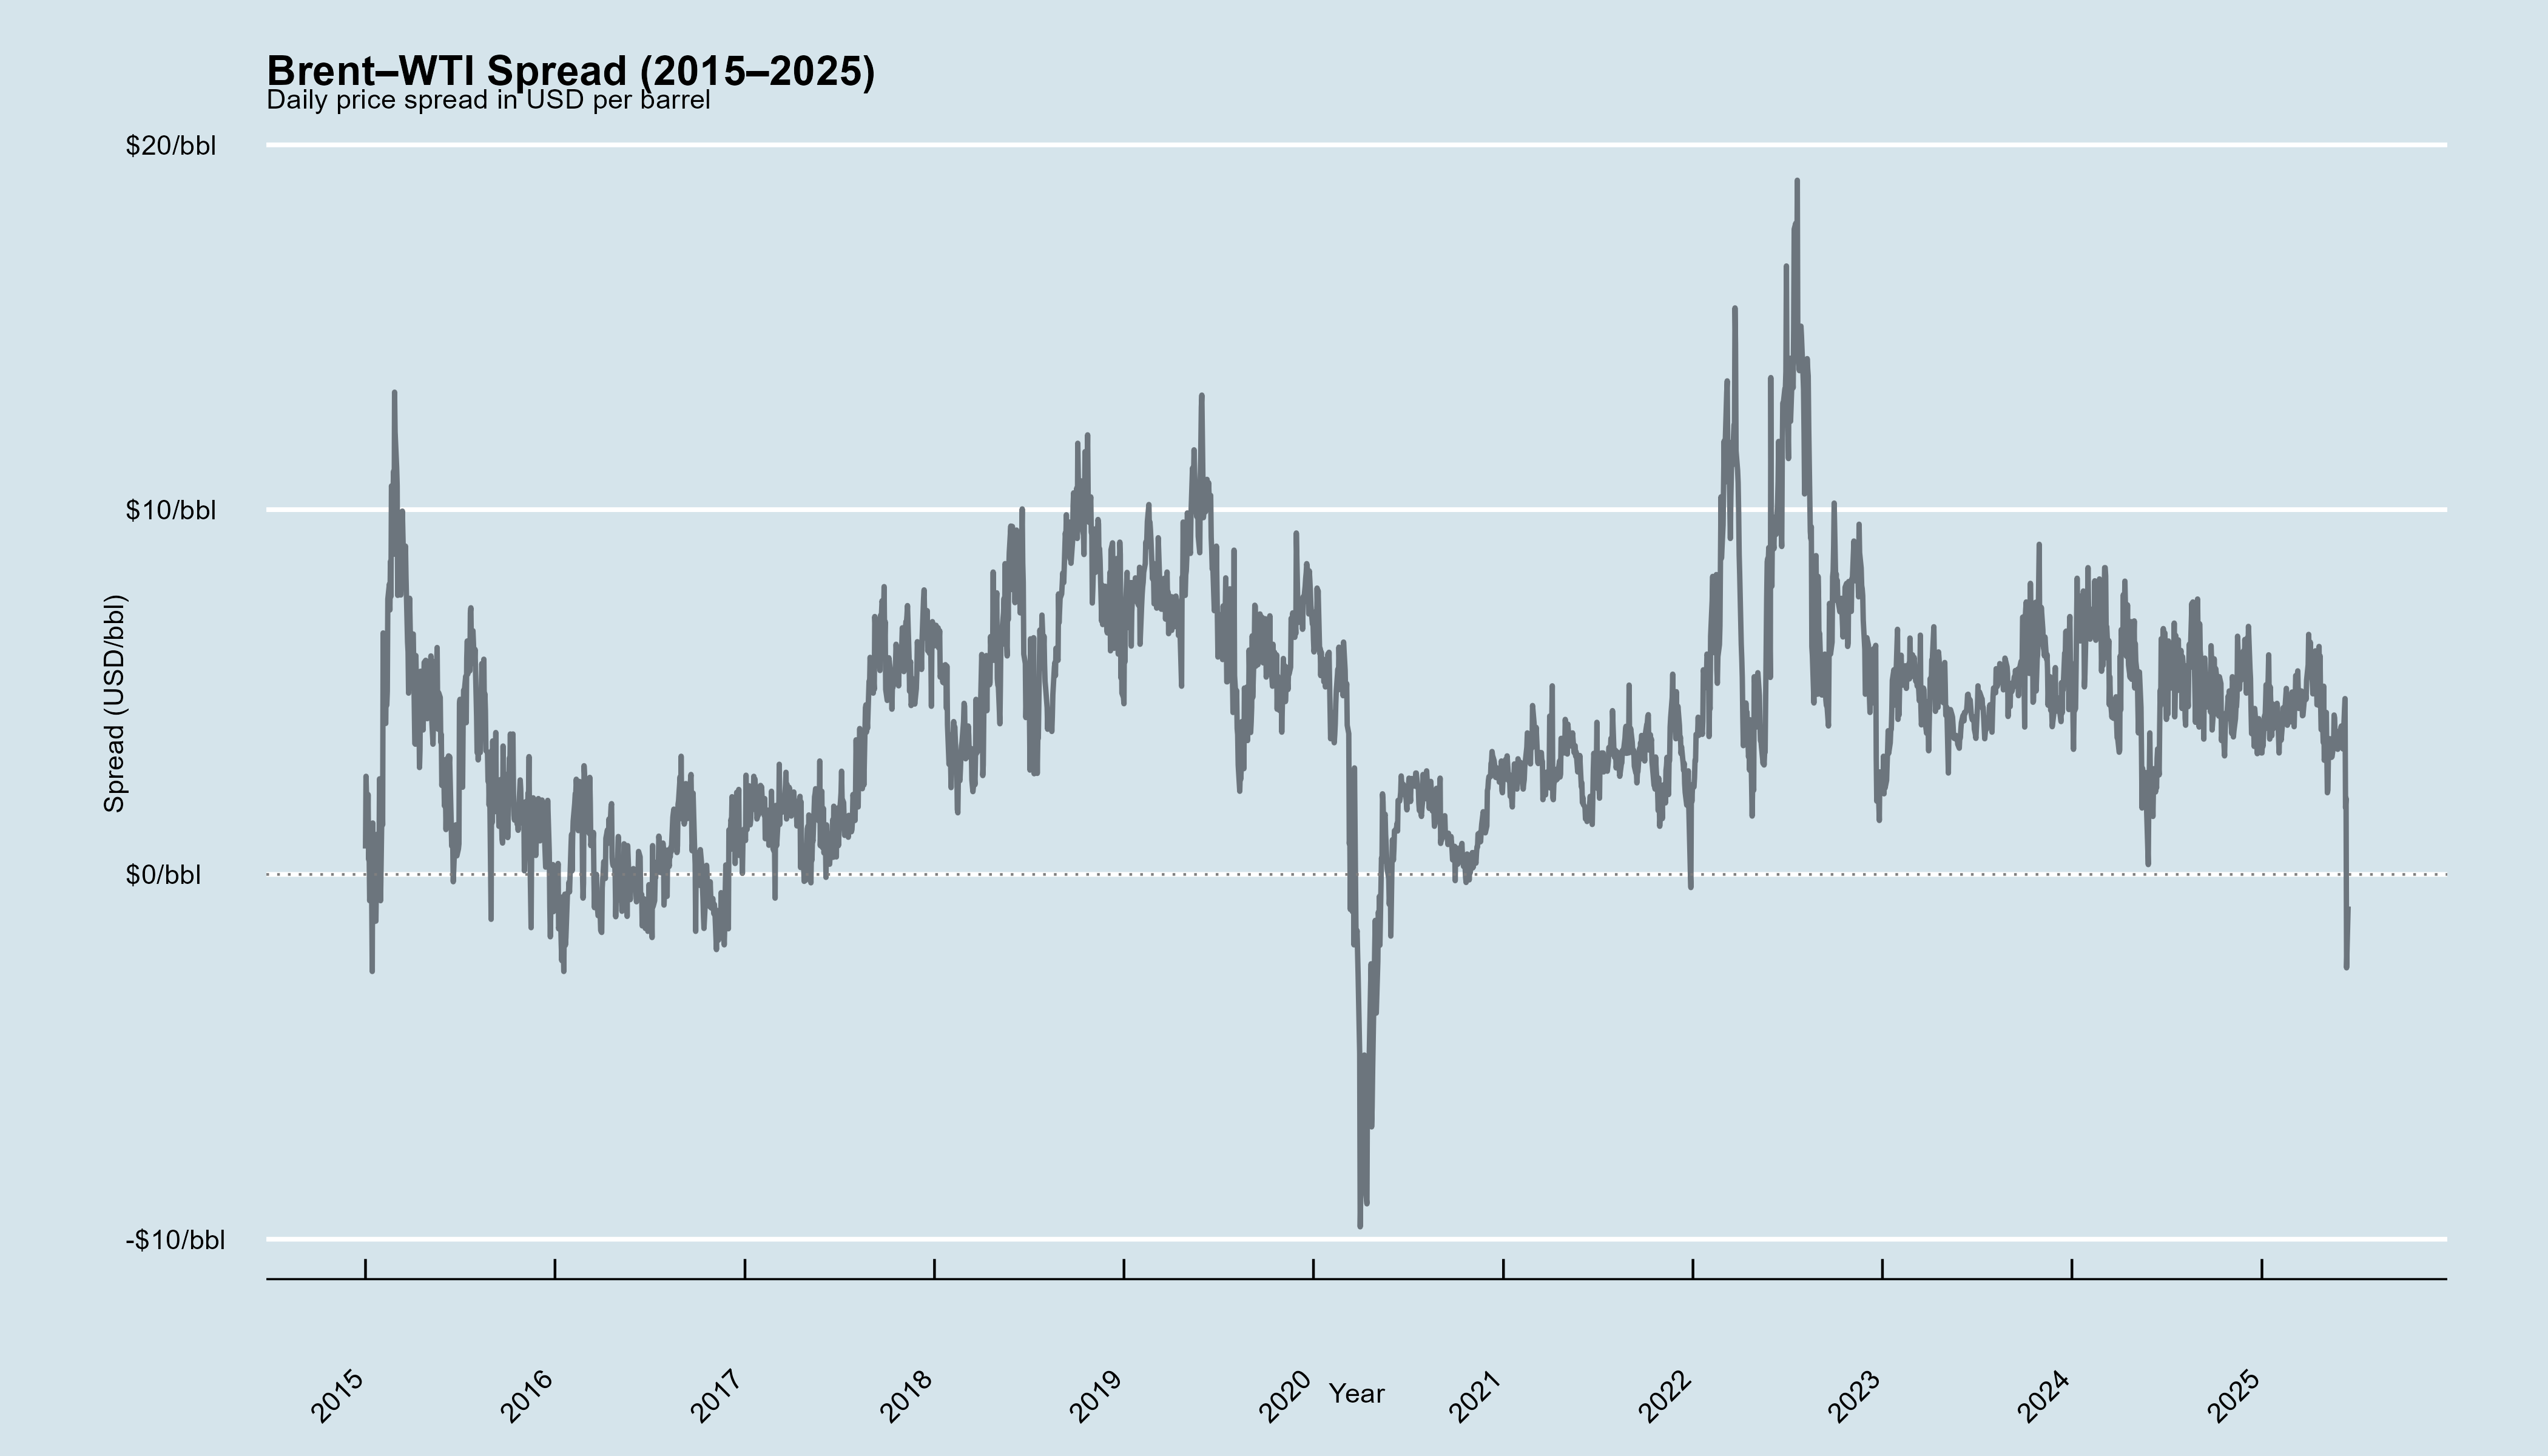 Brent–WTI Spread (2015–2025)
Daily price spread in USD per barrel
$20/bbl
$10/bbl
$0/bbl
-$10/bbl
Spread (USD/bbl)
2015
2016
2017
2018
2019
2020
2021
2022
2023
2024
2025
Year